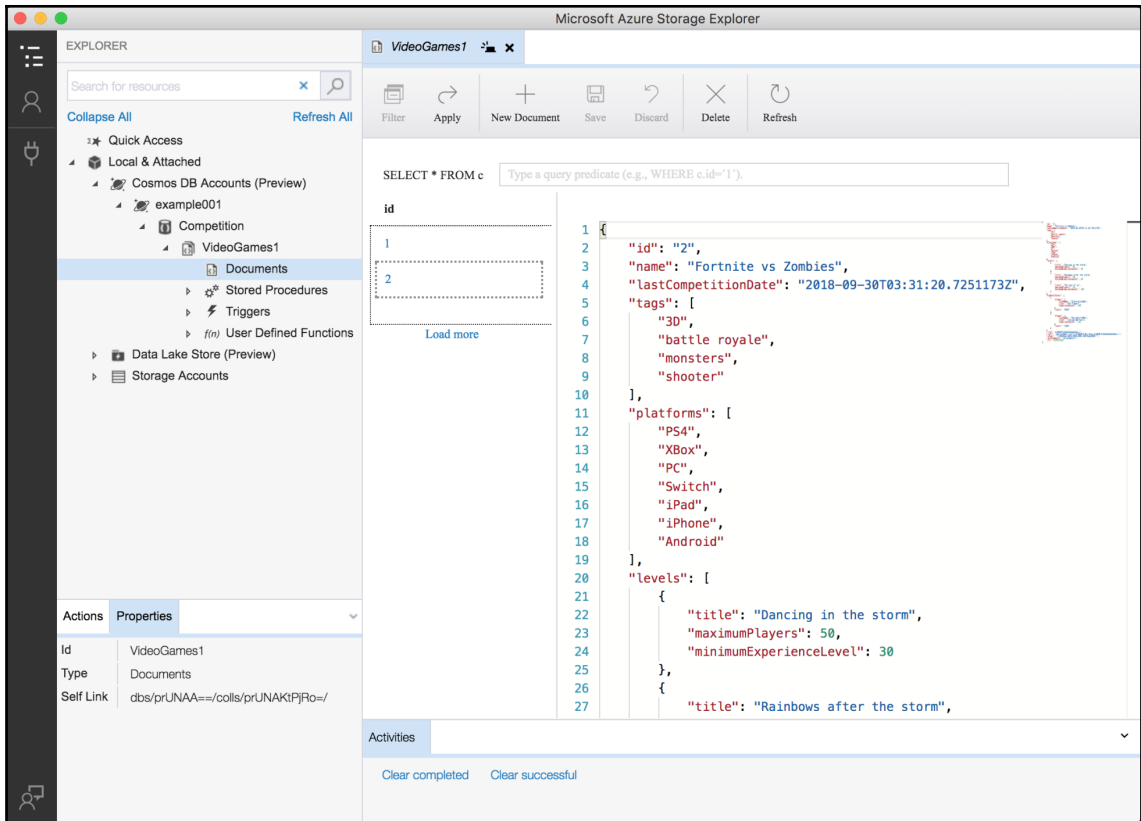 Microsoft Azure Storage Explorer
EXPLORER
Search for resources
Collapse All Refresh All
Quick Access
Local & Attached
Cosmos DB Accounts (Preview)
example001
Competition
VideoGames1
Documents
Stored Procedures
Triggers
f(n) User Defined Functions
Data Lake Store (Preview)
Storage Accounts
Actions Properties
Id VideoGames1
Type Documents
Self Link dbs/prUNAA==/colls/prUNAKtPjRo=/
VideoGames1
Filter Apply New Document Save Discard Delete Refresh
SELECT * FROM c Type a query predicate (e.g., WHERE c.id='1').
id
1
2
Load more
1 {
2 "id": "2",
3 "name": "Fortnite vs Zombies",
4 "lastCompetitionDate": "2018-09-30T03:31:20.7251173Z",
5 "tags": [
6 "3D",
7 "battle royale",
8 "monsters",
9 "shooter"
10 ],
11 "platforms": [
12 "PS4",
13 "XBox",
14 "PC",
15 "Switch",
16 "iPad",
17 "iPhone",
18 "Android"
19 ],
20 "levels": [
21 {
22 "title": "Dancing in the storm",
23 "maximumPlayers": 50,
24 "minimumExperienceLevel": 30
25 },
26 {
27 "title": "Rainbows after the storm",
Activities
Clear completed Clear successful